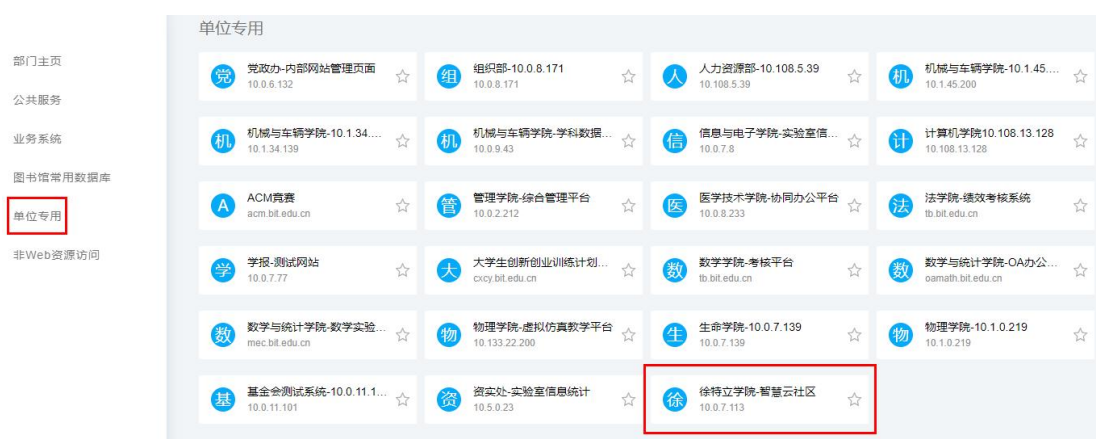 单位专用
部门主页
公共服务
业务系统
图书馆常用数据库
单位专用
非Web资源访问
党
党政办-内部网站管理页面
10.0.6.132
组
组织部-10.0.8.171
10.0.8.171
人
人力资源部-10.108.5.39
10.108.5.39
机
机械与车辆学院-10.1.45....
10.1.45.200
机
机械与车辆学院-10.1.34....
10.1.34.139
机
机械与车辆学院-学科数据...
10.0.9.43
信
信息与电子学院-实验室信...
10.0.7.8
计
计算机学院10.108.13.128
10.108.13.128
A
ACM竞赛
acm.bit.edu.cn
管
管理学院-综合管理平台
10.0.2.212
医
医学技术学院-协同办公平台
10.0.8.233
法
法学院-绩效考核系统
tb.bit.edu.cn
学
学报-测试网站
10.0.7.77
大
大学生创新创业训练计划...
cxcy.bit.edu.cn
数
数学学院-考核平台
tb.bit.edu.cn
数
数学与统计学院-OA办公...
oamath.bit.edu.cn
数
数学与统计学院-数学实验...
mec.bit.edu.cn
物
物理学院-虚拟仿真教学平台
10.133.22.200
生
生命学院-10.0.7.139
10.0.7.139
物
物理学院-10.1.0.219
10.1.0.219
基
基金会测试系统-10.0.11.1...
10.0.11.101
资
资实处-实验室信息统计
10.5.0.23
徐
徐特立学院-智慧云社区
10.0.7.113